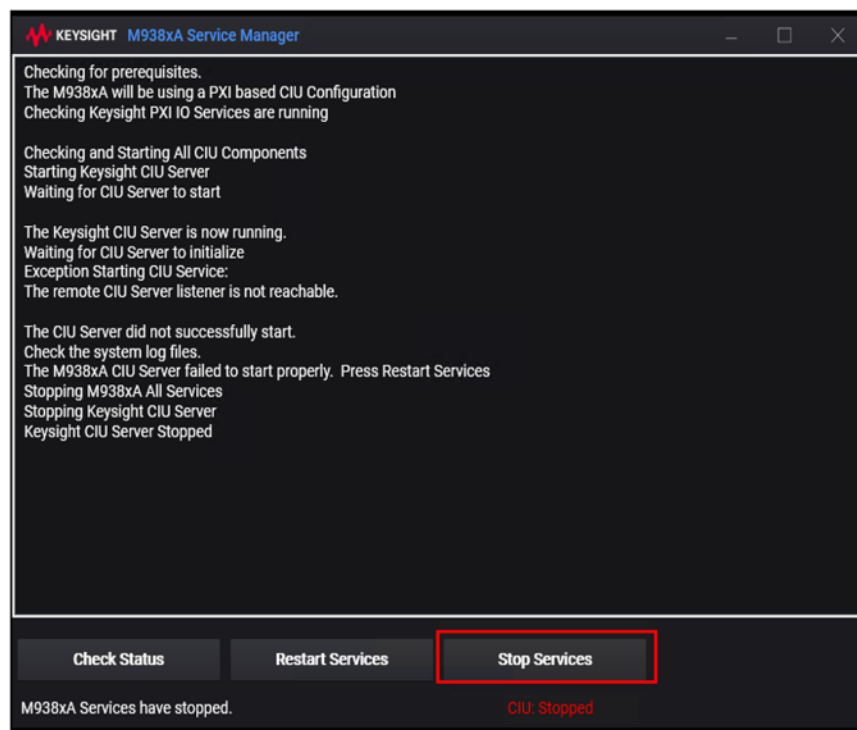 KEYSIGHT M938xA Service Manager
Checking for prerequisites.
The M938xA will be using a PXI based CIU Configuration
Checking Keysight PXI IO Services are running
Checking and Starting All CIU Components
Starting Keysight CIU Server
Waiting for CIU Server to start
The Keysight CIU Server is now running.
Waiting for CIU Server to initialize
Exception Starting CIU Service:
The remote CIU Server listener is not reachable.
The CIU Server did not successfully start.
Check the system log files.
The M938xA CIU Server failed to start properly.  Press Restart Services
Stopping M938xA All Services
Stopping Keysight CIU Server
Keysight CIU Server Stopped
Check Status Restart Services Stop Services
M938xA Services have stopped. CIU: Stopped